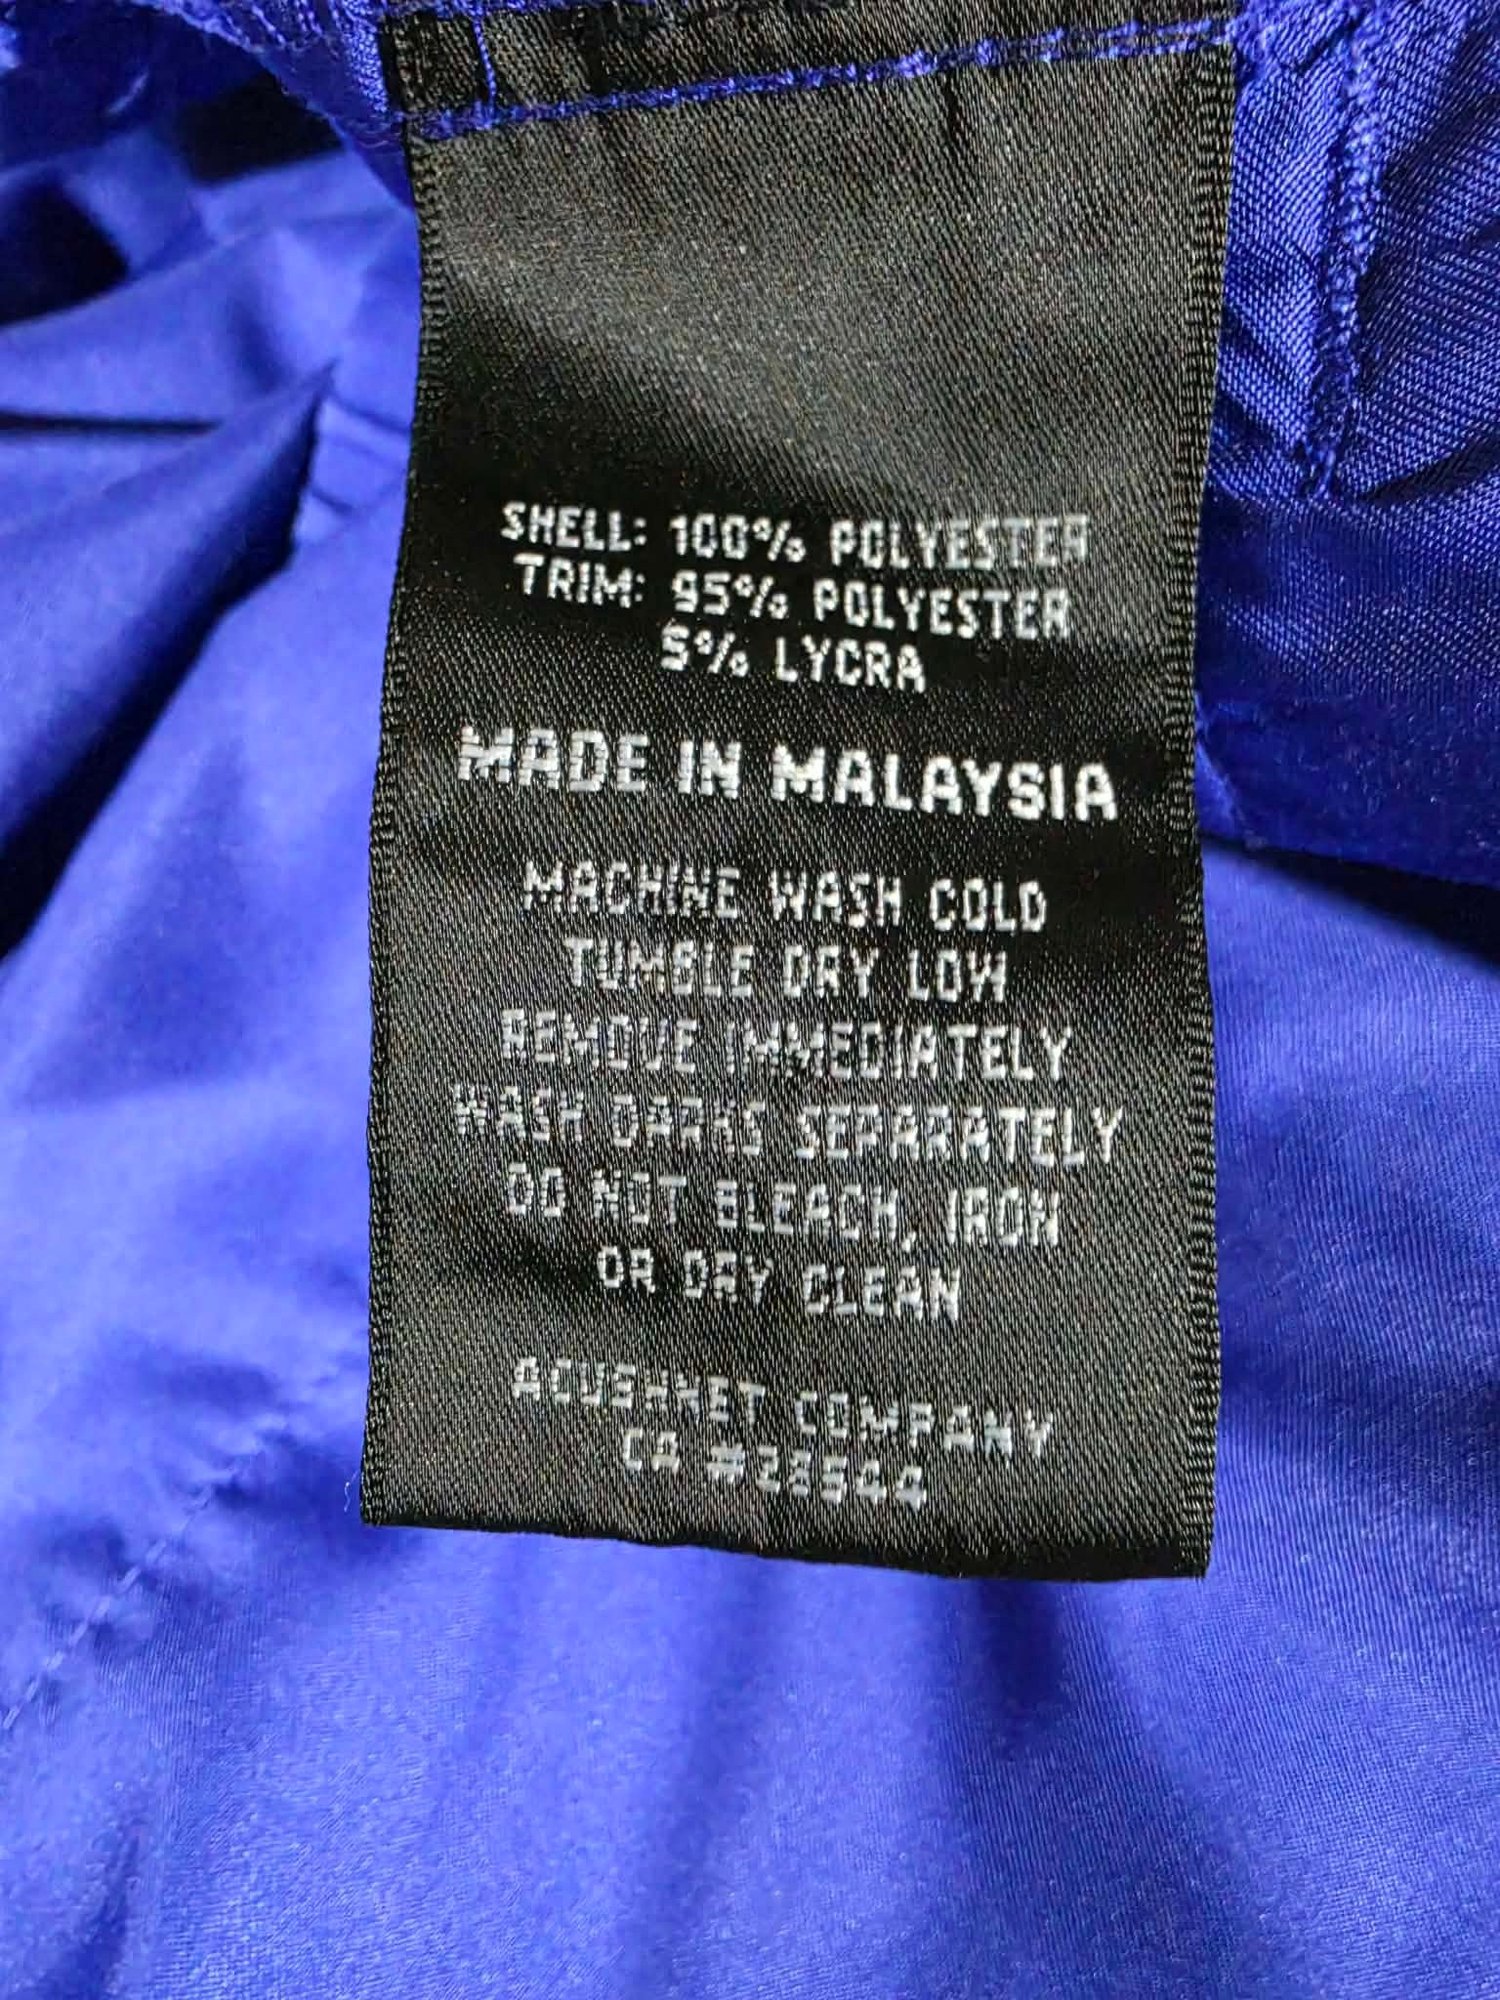 SHELL: 100% POLYESTER
TRIM: 95% POLYESTER
5% LYCRA
MADE IN MALAYSIA
MACHINE WASH COLD
TUMBLE DRY LOW
REMOVE IMMEDIATELY
WASH DARKS SEPARATELY
DO NOT BLEACH, IRON
OR DRY CLEAN
ACUSHNET COMPANY
CA #28544